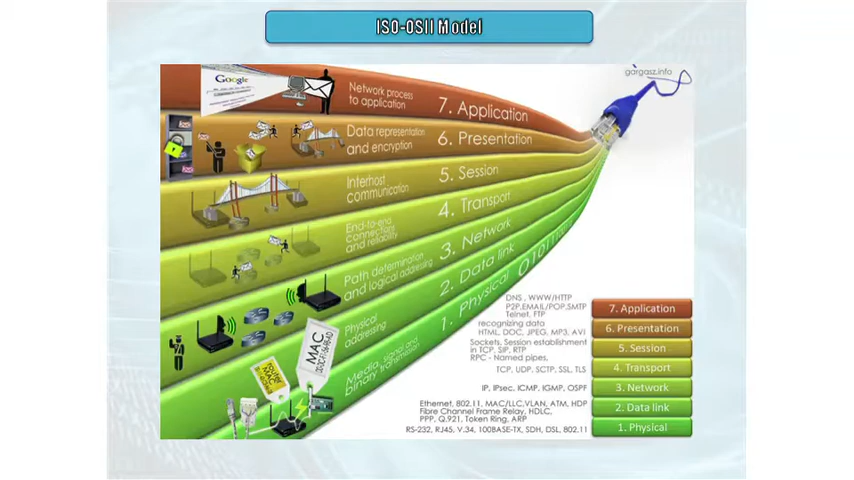 ISO-OSII Model
gargasz.info
Google
Network process
to application
7. Application
Data representation
and encryption
6. Presentation
Interhost
communication
5. Session
End-to-end
connections
and reliability
4. Transport
Path determination
and logical addressing
3. Network
Physical
addressing
2. Data link
Media, signal and
binary transmission
1. Physical
MAC
DNS , WWW/HTTP
P2P,EMAIL/POP,SMTP
Telnet, FTP
7. Application
recognizing data
HTML, DOC, JPEG, MP3, AVI
6. Presentation
Sockets, Session establishment
in TCP, SIP, RTP
RPC - Named pipes,
5. Session
TCP, UDP, SCTP, SSL, TLS
4. Transport
IP, IPsec, ICMP, IGMP, OSPF
3. Network
Ethernet, 802.11, MAC/LLC,VLAN, ATM, HDP
Fibre Channel Frame Relay, HDLC,
PPP, Q.921, Token Ring, ARP
2. Data link
RS-232, RJ45, V.34, 100BASE-TX, SDH, DSL, 802.11
1. Physical